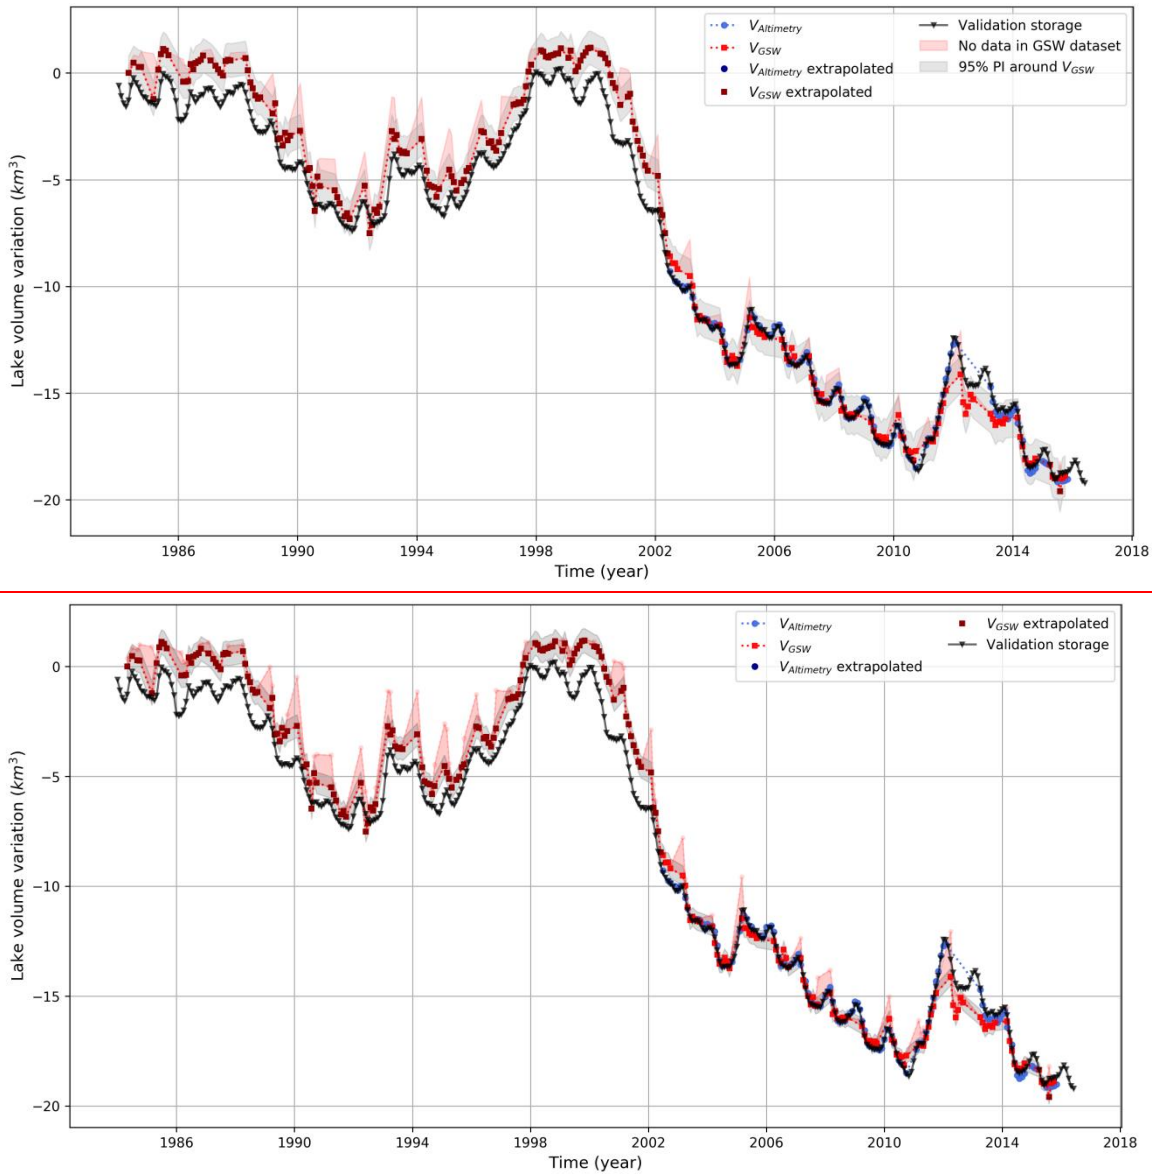 V_Altimetry
V_GSW
V_Altimetry extrapolated
V_GSW extrapolated
Validation storage
No data in GSW dataset
95% PI around V_GSW
Lake volume variation (km³)
0
−5
−10
−15
−20
1986 1990 1994 1998 2002 2006 2010 2014 2018
Time (year)
V_Altimetry
V_GSW
V_Altimetry extrapolated
V_GSW extrapolated
Validation storage
Lake volume variation (km³)
0
−5
−10
−15
−20
1986 1990 1994 1998 2002 2006 2010 2014 2018
Time (year)